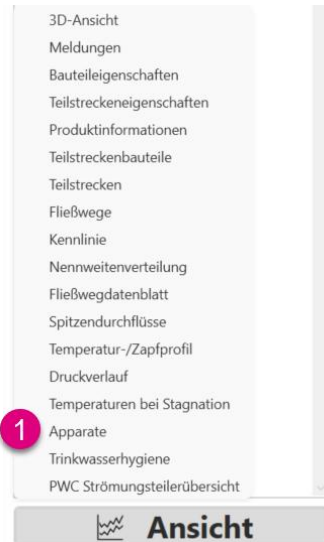 3D-Ansicht
Meldungen
Bauteileigenschaften
Teilstreckeneigenschaften
Produktinformationen
Teilstreckenbauteile
Teilstrecken
Fließwege
Kennlinie
Nennweitenverteilung
Fließwegdatenblatt
Spitzendurchflüsse
Temperatur-/Zapfprofil
Druckverlauf
Temperaturen bei Stagnation
1 Apparate
Trinkwasserhygiene
PWC Strömungsteilerübersicht
Ansicht